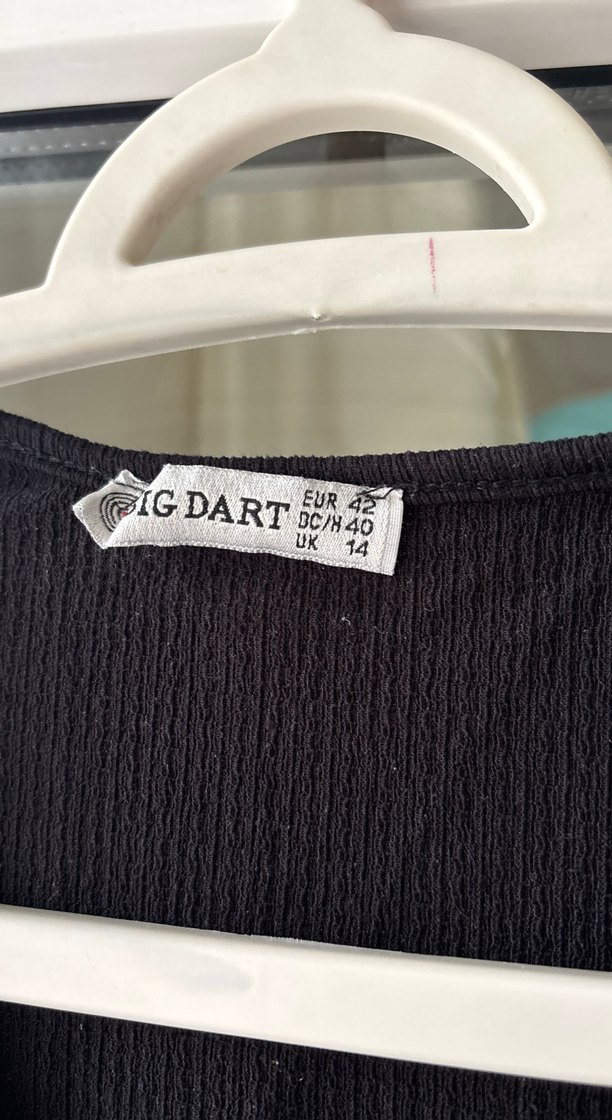 IG DART
EUR 42
DC/H 40
UK 14